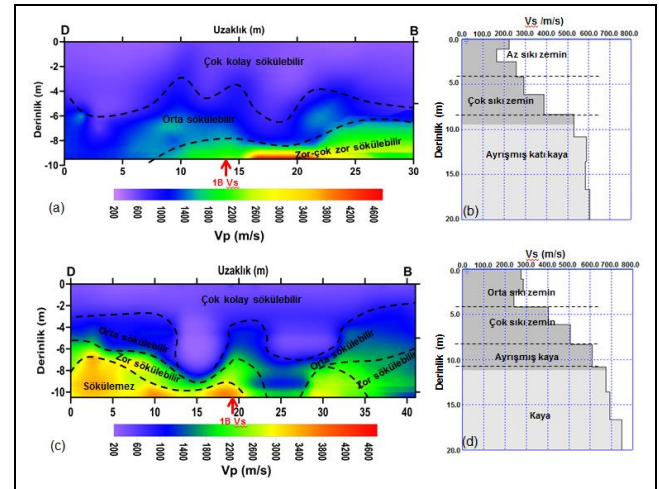 D
Uzaklık (m)
B
0
5
10
15
20
25
30
0
-2
-4
-6
-8
-10
Derinlik (m)
Çok kolay sökülebilir
Orta sökülebilir
Zor-çok zor sökülebilir
1B Vs
(a)
200
600
1000
1400
1800
2200
2600
3000
3400
3800
4200
4600
Vp (m/s)
Vs /m/s)
0.0 100.0 200.0 300.0 400.0 500.0 600.0 700.0 800.0
0.0
5.0
10.0
15.0
20.0
Derinlik (m)
Az sıkı zemin
Çok sıkı zemin
Ayrışmış katı kaya
(b)
D
Uzaklık (m)
B
0
-2
-4
-6
-8
-10
Derinlik (m)
Çok kolay sökülebilir
Orta sökülebilir
Zor sökülebilir
Sökülemez
Orta sökülebilir
Zor sökülebilir
0
5
10
15
20
25
30
35
40
1B Vs
(c)
200
600
1000
1400
1800
2200
2600
3000
3400
3800
4200
4600
Vp (m/s)
Vs (m/s)
0.0 100.0 200.0 300.0 400.0 500.0 600.0 700.0 800.0
0.0
5.0
10.0
15.0
20.0
Derinlik (m)
Orta sıkı zemin
Çok sıkı zemin
Ayrışmış kaya
Kaya
(d)